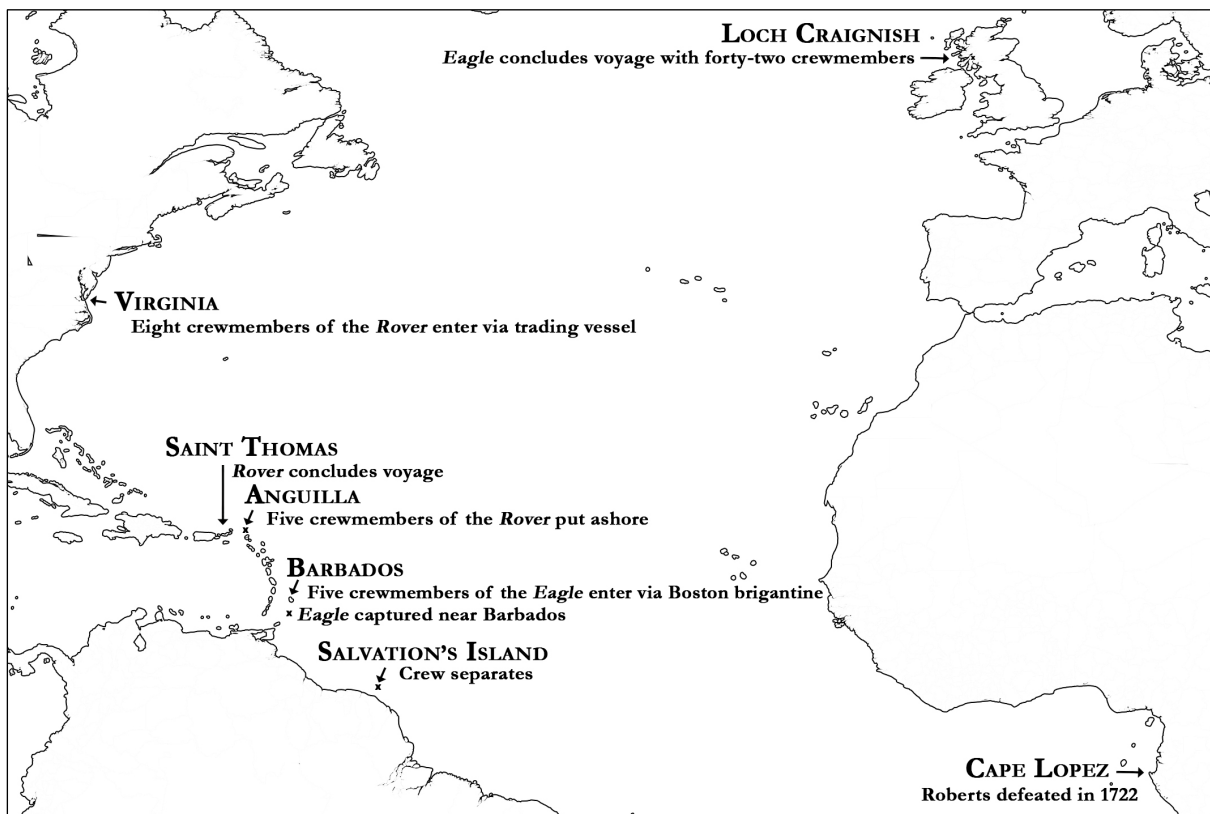 LOCH CRAIGNISH
Eagle concludes voyage with forty-two crewmembers
VIRGINIA
Eight crewmembers of the Rover enter via trading vessel
SAINT THOMAS
Rover concludes voyage
ANGUILLA
Five crewmembers of the Rover put ashore
BARBADOS
Five crewmembers of the Eagle enter via Boston brigantine
Eagle captured near Barbados
SALVATION'S ISLAND
Crew separates
CAPE LOPEZ
Roberts defeated in 1722